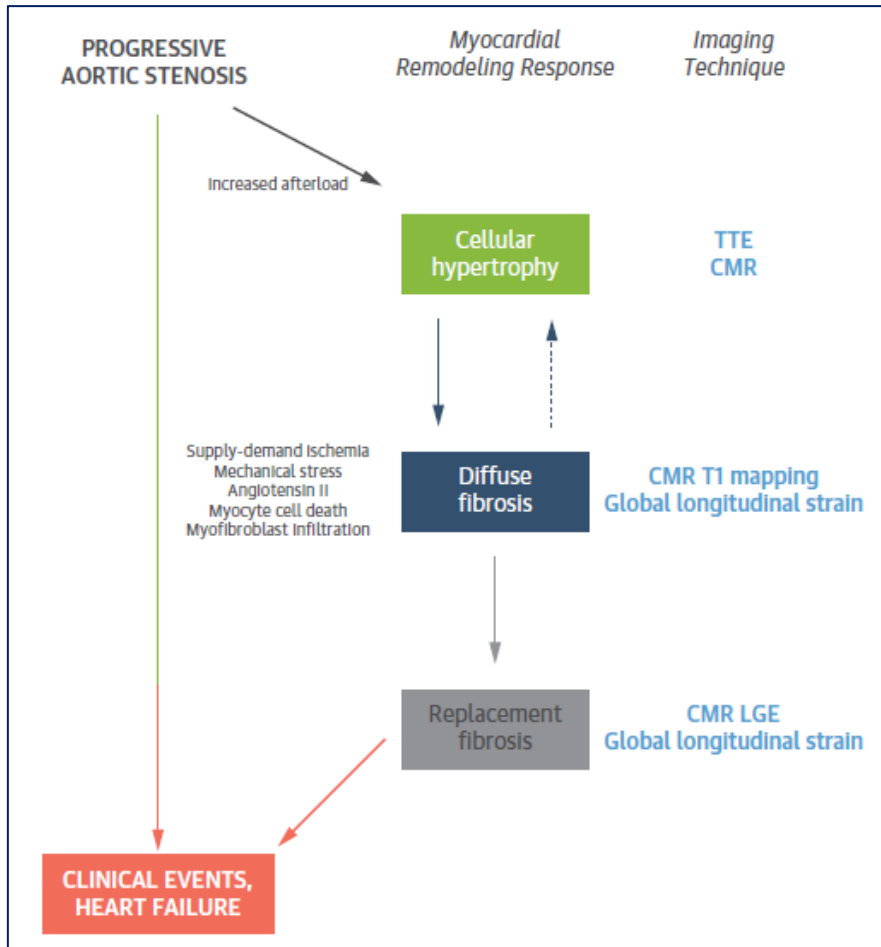 PROGRESSIVE
AORTIC STENOSIS
Myocardial
Remodeling Response
Imaging
Technique
Increased afterload
Cellular
hypertrophy
TTE
CMR
Supply-demand Ischemia
Mechanical stress
Angiotensin II
Myocyte cell death
Myofibroblast Infiltration
Diffuse
fibrosis
CMR T1 mapping
Global longitudinal strain
Replacement
fibrosis
CMR LGE
Global longitudinal strain
CLINICAL EVENTS,
HEART FAILURE